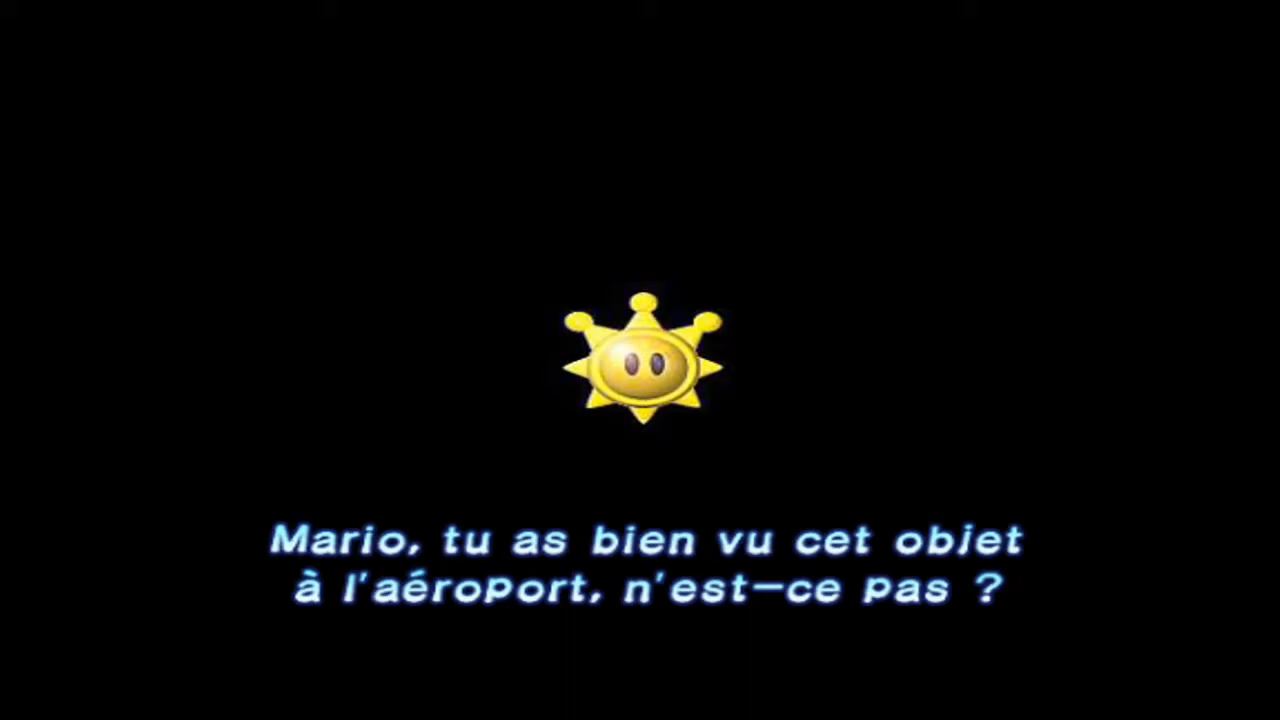 Mario, tu as bien vu cet objet
à l'aéroport, n'est-ce pas ?